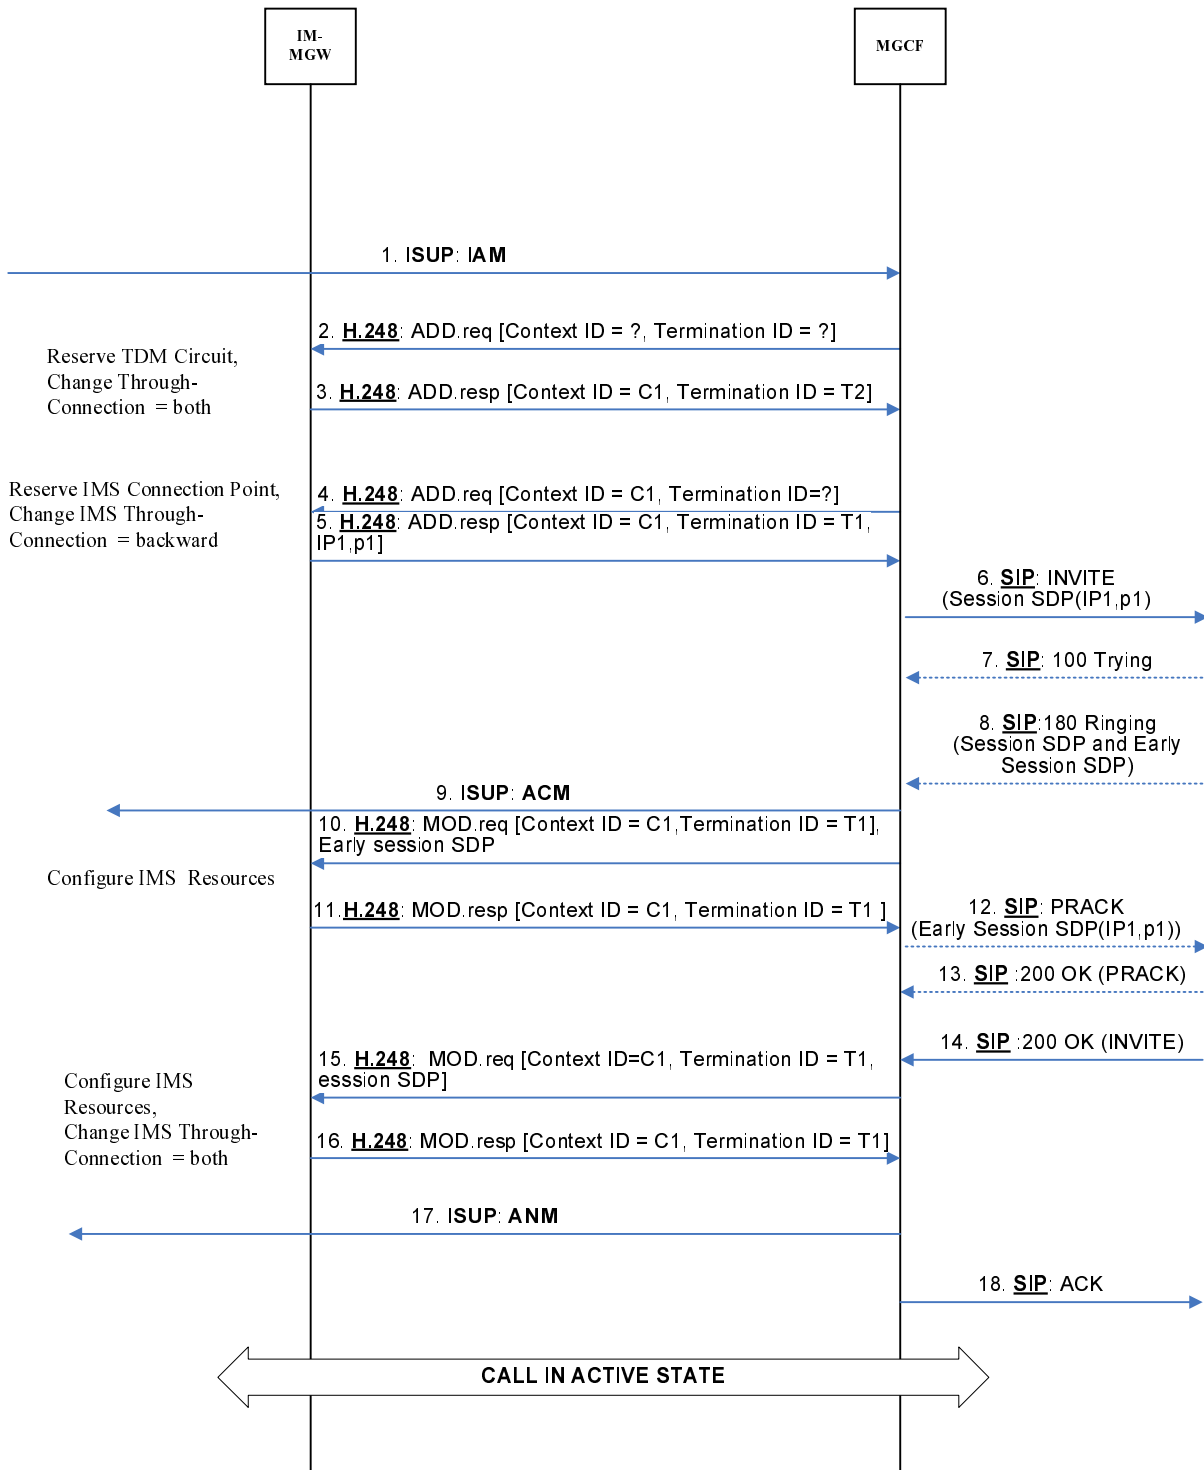 IM-
MGW
MGCF
1. ISUP: IAM
2. H.248: ADD.req [Context ID = ?, Termination ID = ?]
Reserve TDM Circuit,
Change Through-
Connection = both
3. H.248: ADD.resp [Context ID = C1, Termination ID = T2]
Reserve IMS Connection Point,
Change IMS Through-
Connection = backward
4. H.248: ADD.req [Context ID = C1, Termination ID=?]
5. H.248: ADD.resp [Context ID = C1, Termination ID = T1,
IP1,p1]
6. SIP: INVITE
(Session SDP(IP1,p1)
7. SIP: 100 Trying
8. SIP:180 Ringing
(Session SDP and Early
Session SDP)
9. ISUP: ACM
10. H.248: MOD.req [Context ID = C1,Termination ID = T1],
Early session SDP
Configure IMS Resources
11.H.248: MOD.resp [Context ID = C1, Termination ID = T1 ]
12. SIP: PRACK
(Early Session SDP(IP1,p1))
13. SIP :200 OK (PRACK)
14. SIP :200 OK (INVITE)
15. H.248: MOD.req [Context ID=C1, Termination ID = T1,
esssion SDP]
Configure IMS
Resources,
Change IMS Through-
Connection = both
16. H.248: MOD.resp [Context ID = C1, Termination ID = T1]
17. ISUP: ANM
18. SIP: ACK
CALL IN ACTIVE STATE